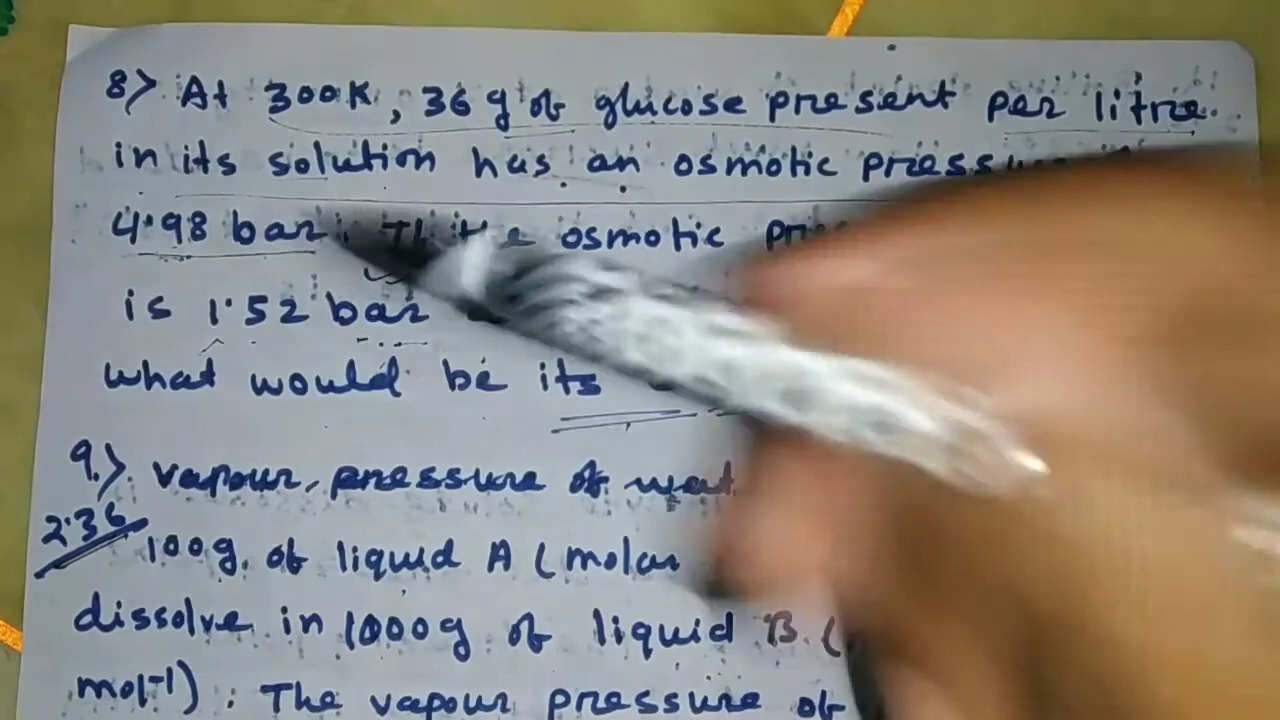 8) At 300K, 36 g of glucose present per litre.
in its solution has an osmotic
4.98 bar. osmotic
is 1.52 bar
what would be its
9.) vapour pressure of
2.36
100g. of liquid A (molar
dissolve in 1000g of liquid B (
mol-1). The vapour pressure of